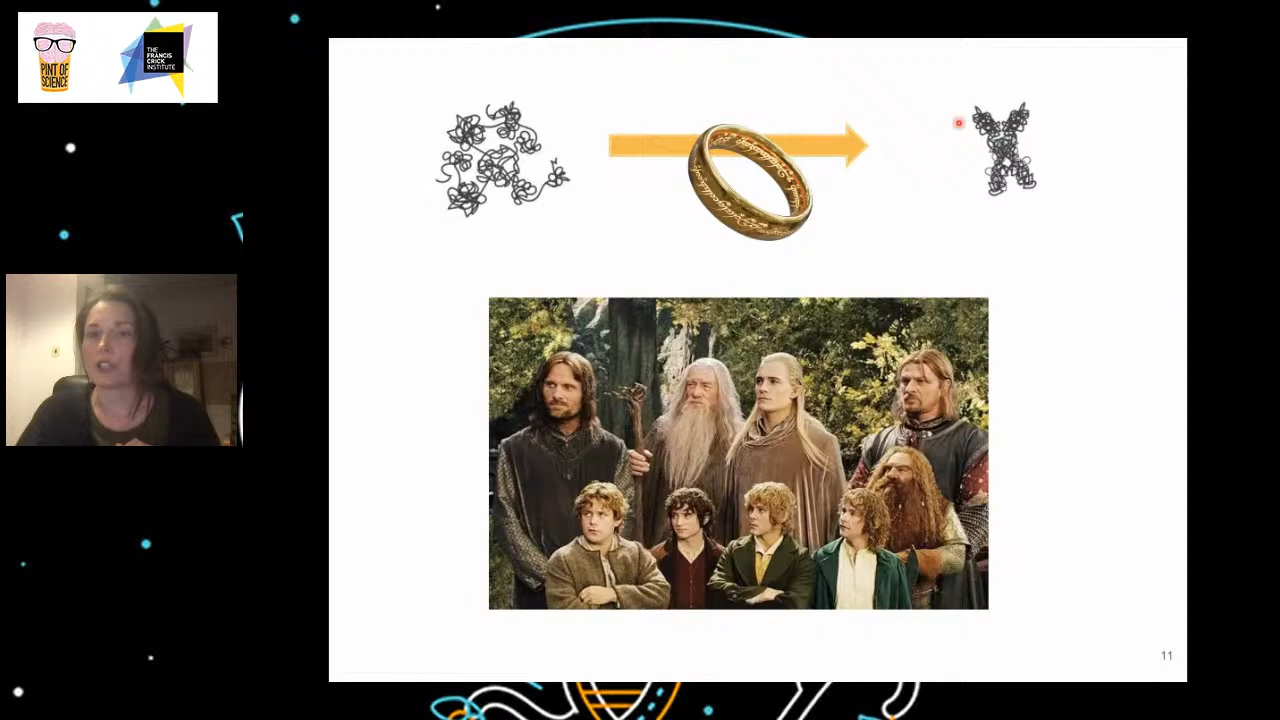 PINT OF
SCIENCE
THE
FRANCIS
CRICK
INSTITUTE
11